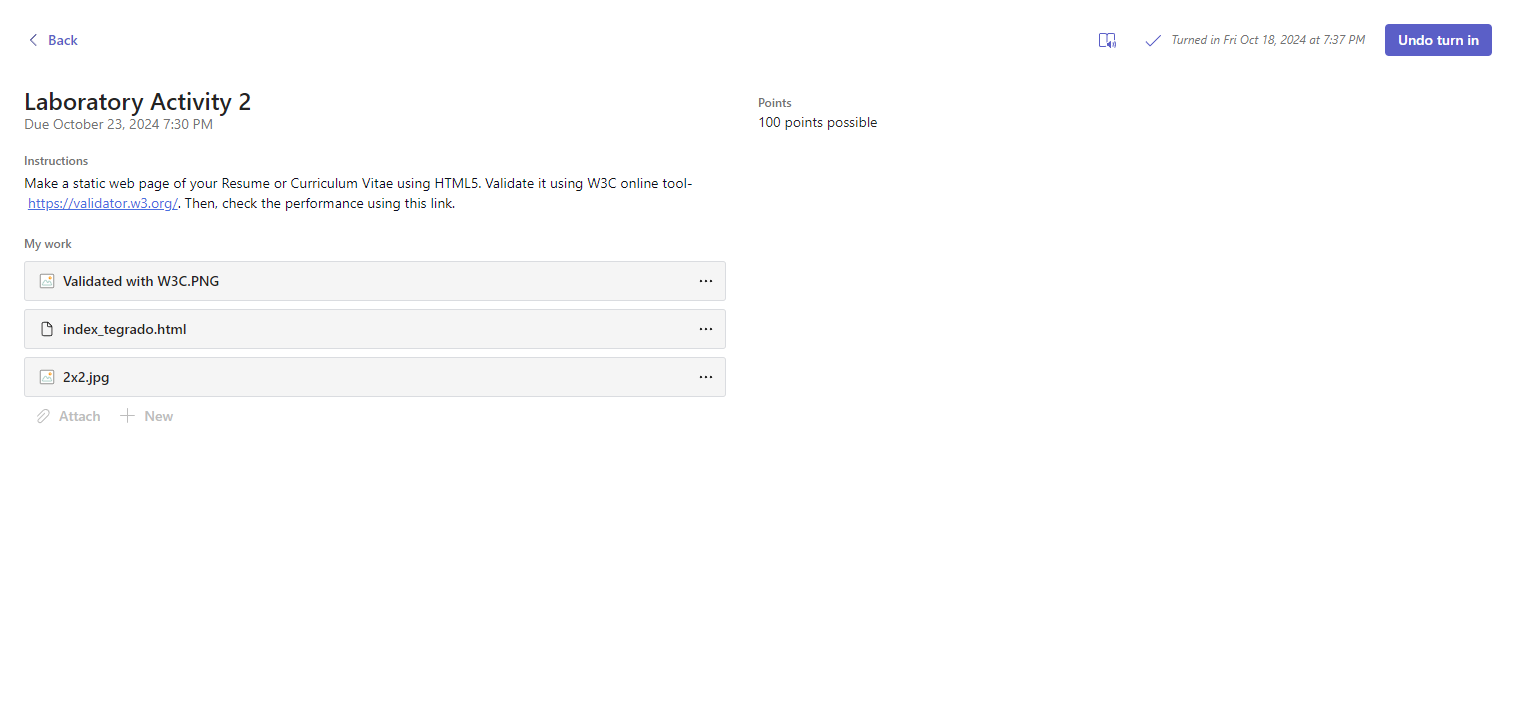 Back
Turned in Fri Oct 18, 2024 at 7:37 PM
Undo turn in
Laboratory Activity 2
Due October 23, 2024 7:30 PM
Points
100 points possible
Instructions
Make a static web page of your Resume or Curriculum Vitae using HTML5. Validate it using W3C online tool-
https://validator.w3.org/. Then, check the performance using this link.
My work
Validated with W3C.PNG
index_tegrado.html
2x2.jpg
Attach
New